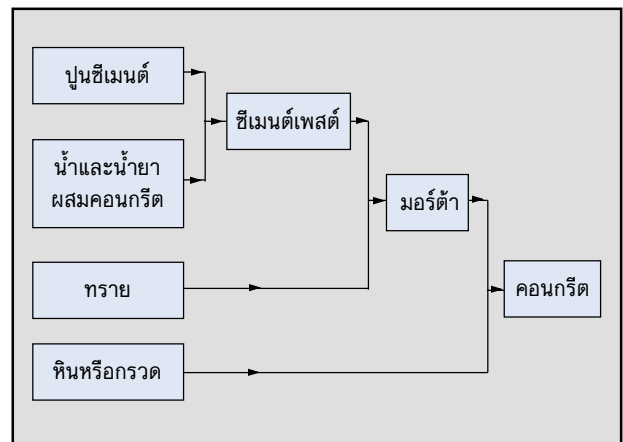 ปูนซีเมนต์
ซีเมนต์เพสต์
น้ำและน้ำยา
ผสมคอนกรีต
มอร์ต้า
ทราย
คอนกรีต
หินหรือกรวด